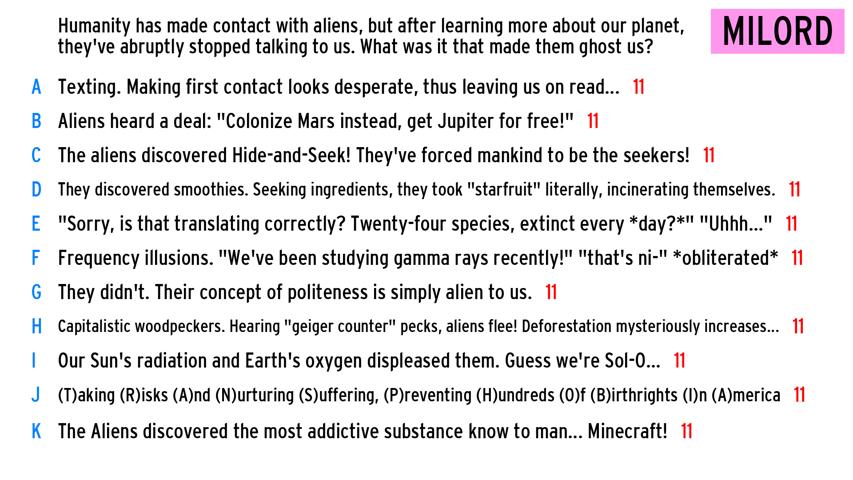 Humanity has made contact with aliens, but after learning more about our planet,
they've abruptly stopped talking to us. What was it that made them ghost us?
MILORD
A Texting. Making first contact looks desperate, thus leaving us on read... 11
B Aliens heard a deal: "Colonize Mars instead, get Jupiter for free!" 11
C The aliens discovered Hide-and-Seek! They've forced mankind to be the seekers! 11
D They discovered smoothies. Seeking ingredients, they took "starfruit" literally, incinerating themselves. 11
E "Sorry, is that translating correctly? Twenty-four species, extinct every *day?*" "Uhhh..." 11
F Frequency illusions. "We've been studying gamma rays recently!" "that's ni-" *obliterated* 11
G They didn't. Their concept of politeness is simply alien to us. 11
H Capitalistic woodpeckers. Hearing "geiger counter" pecks, aliens flee! Deforestation mysteriously increases... 11
I Our Sun's radiation and Earth's oxygen displeased them. Guess we're Sol-O... 11
J (T)aking (R)isks (A)nd (N)urturing (S)uffering, (P)reventing (H)undreds (O)f (B)irthrights (I)n (A)merica 11
K The Aliens discovered the most addictive substance know to man... Minecraft! 11